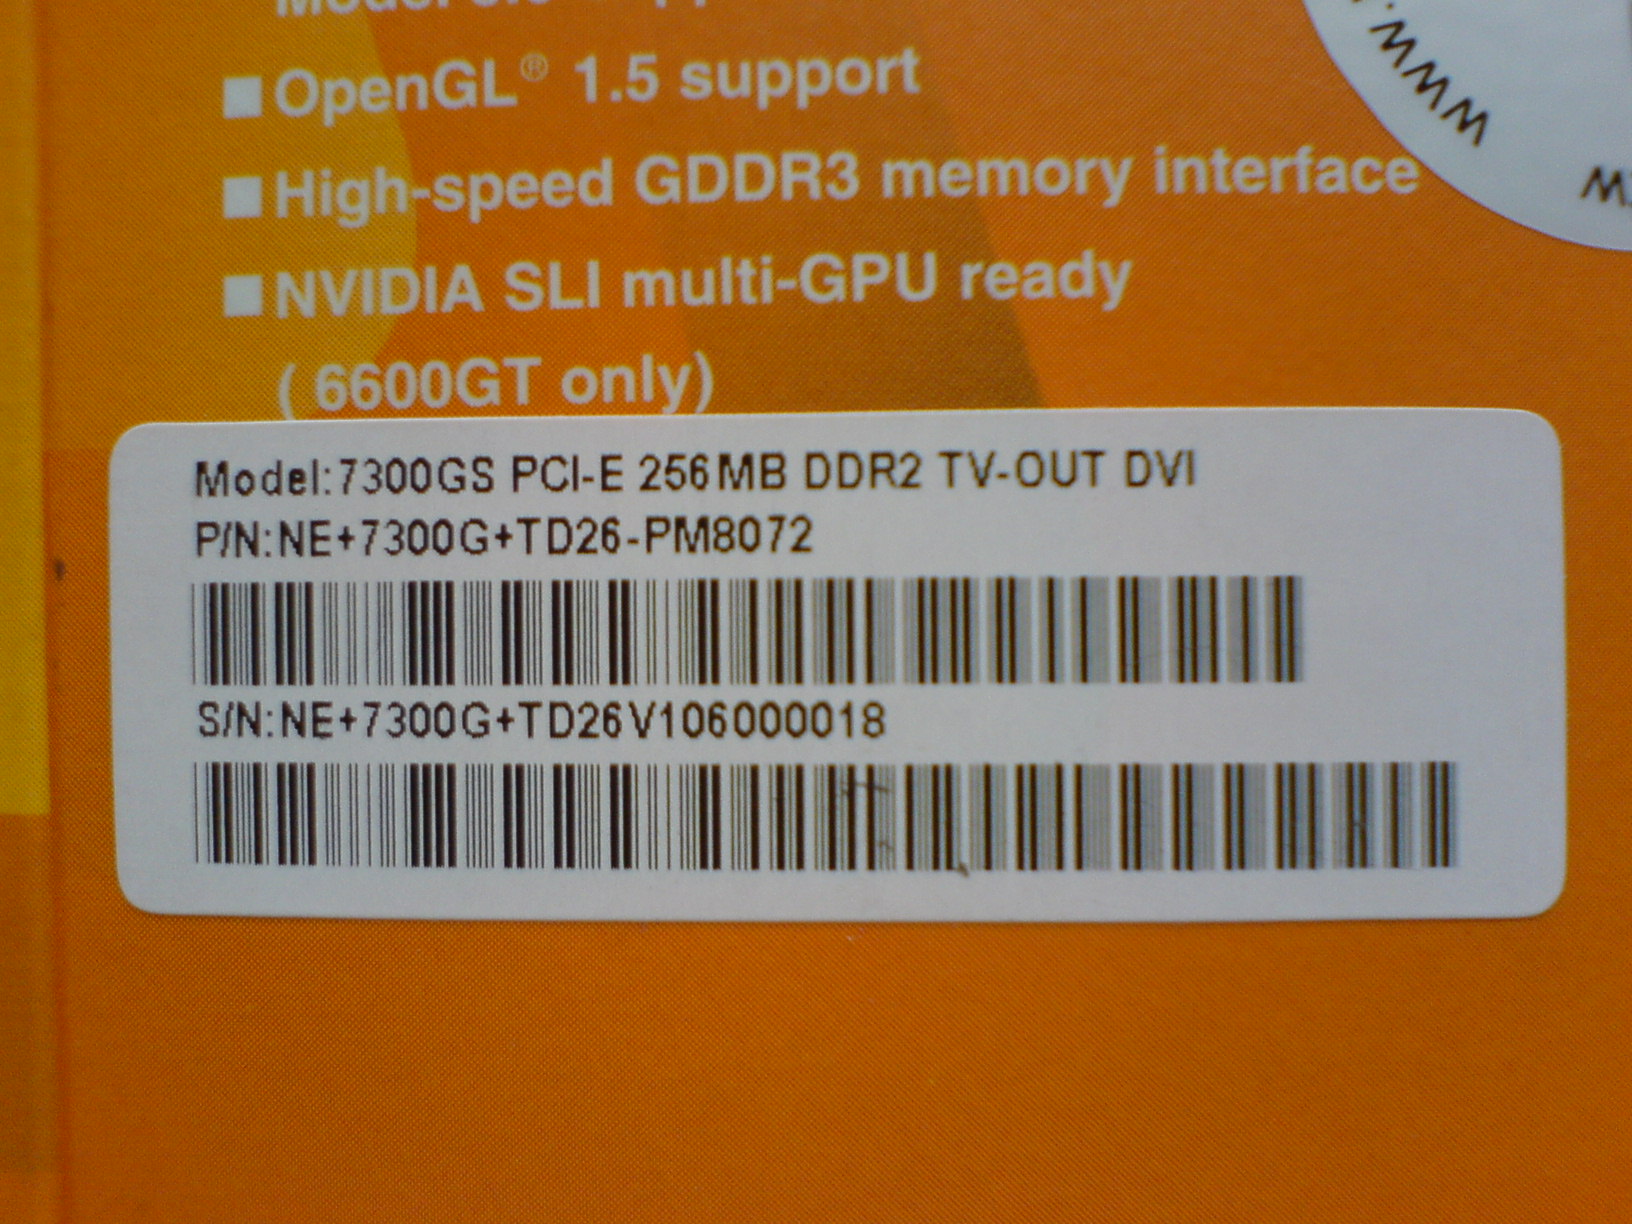 OpenGL® 1.5 support
High-speed GDDR3 memory interface
NVIDIA SLI multi-GPU ready
( 6600GT only)
Model:7300GS PCI-E 256MB DDR2 TV-OUT DVI
P/N:NE+7300G+TD26-PM8072
S/N:NE+7300G+TD26V106000018
www.